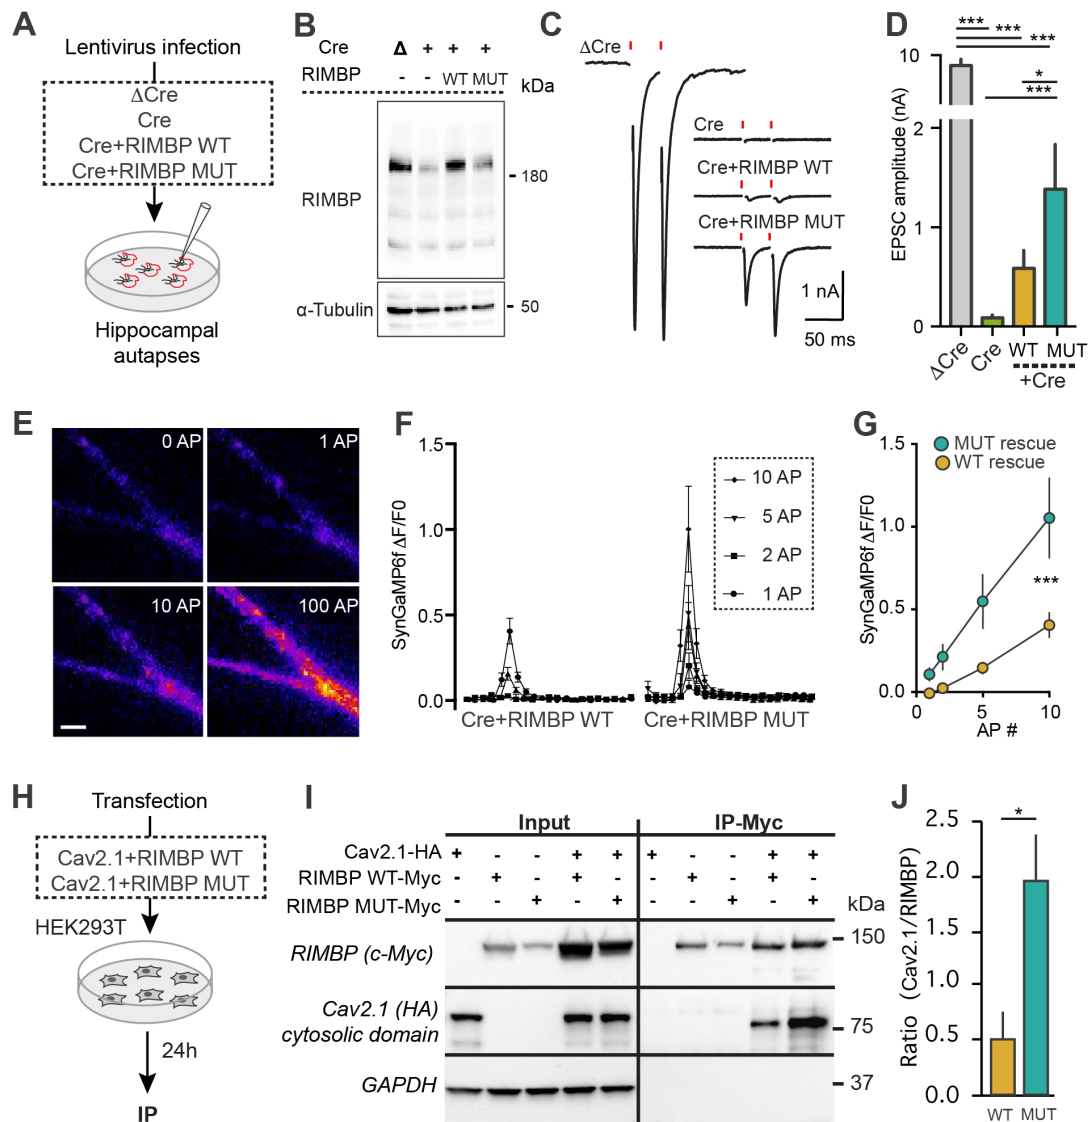 A
Lentivirus infection
ΔCre
Cre
Cre+RIMBP WT
Cre+RIMBP MUT
Hippocampal
autapses
B
Cre Δ + + +
RIMBP - - WT MUT
kDa
RIMBP
180
α-Tubulin
50
C
ΔCre
Cre
Cre+RIMBP WT
Cre+RIMBP MUT
1 nA
50 ms
D
*** *** ***
*
***
EPSC amplitude (nA)
10
2
1
0
ΔCre Cre WT MUT
+Cre
E
0 AP
1 AP
10 AP
100 AP
F
SynGaMP6f ΔF/F0
1.5
1.0
0.5
0.0
10 AP
5 AP
2 AP
1 AP
Cre+RIMBP WT Cre+RIMBP MUT
G
MUT rescue
WT rescue
SynGaMP6f ΔF/F0
1.5
1.0
0.5
0.0
***
0 5 10
AP #
H
Transfection
Cav2.1+RIMBP WT
Cav2.1+RIMBP MUT
HEK293T
24h
IP
I
Input IP-Myc
Cav2.1-HA + - - + + + - - + +
RIMBP WT-Myc - + - + - - + - + -
RIMBP MUT-Myc - - + - + - - + - +
kDa
RIMBP (c-Myc)
150
Cav2.1 (HA)
cytosolic domain
75
GAPDH
37
J
Ratio (Cav2.1/RIMBP)
2.5
2.0
1.5
1.0
0.5
0.0
*
WT MUT